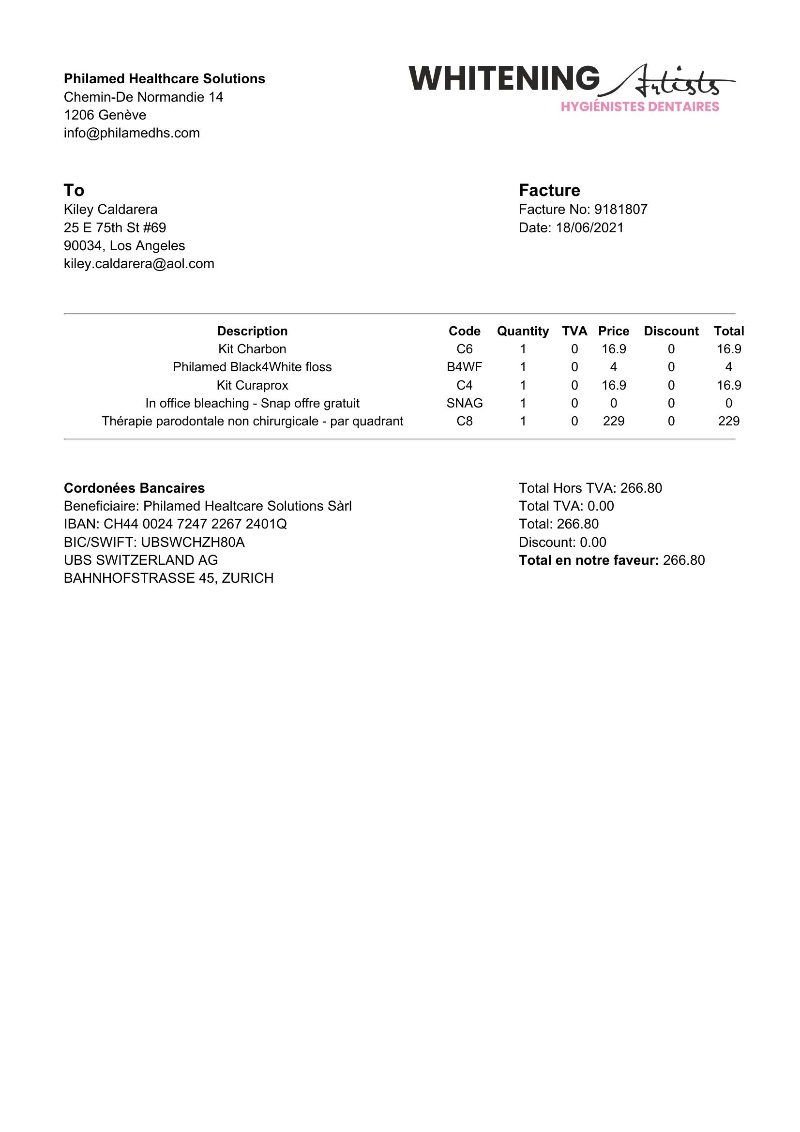 Philamed Healthcare Solutions
Chemin-De Normandie 14
1206 Genève
info@philamedhs.com
WHITENING Artists
HYGIÉNISTES DENTAIRES
To
Kiley Caldarera
25 E 75th St #69
90034, Los Angeles
kiley.caldarera@aol.com
Facture
Facture No: 9181807
Date: 18/06/2021
Description Code Quantity TVA Price Discount Total
Kit Charbon C6 1 0 16.9 0 16.9
Philamed Black4White floss B4WF 1 0 4 0 4
Kit Curaprox C4 1 0 16.9 0 16.9
In office bleaching - Snap offre gratuit SNAG 1 0 0 0 0
Thérapie parodontale non chirurgicale - par quadrant C8 1 0 229 0 229
Cordonées Bancaires
Beneficiaire: Philamed Healtcare Solutions Sàrl
IBAN: CH44 0024 7247 2267 2401Q
BIC/SWIFT: UBSWCHZH80A
UBS SWITZERLAND AG
BAHNHOFSTRASSE 45, ZURICH
Total Hors TVA: 266.80
Total TVA: 0.00
Total: 266.80
Discount: 0.00
Total en notre faveur: 266.80